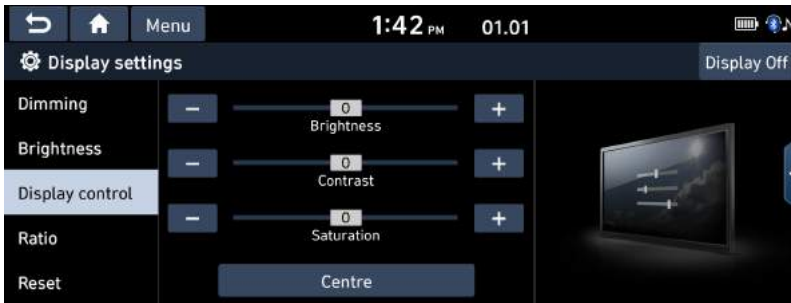 Menu
1:42 PM
01.01
Display settings
Display Off
Dimming
Brightness
Display control
Ratio
Reset
−
0
+
Brightness
−
0
+
Contrast
−
0
+
Saturation
Centre